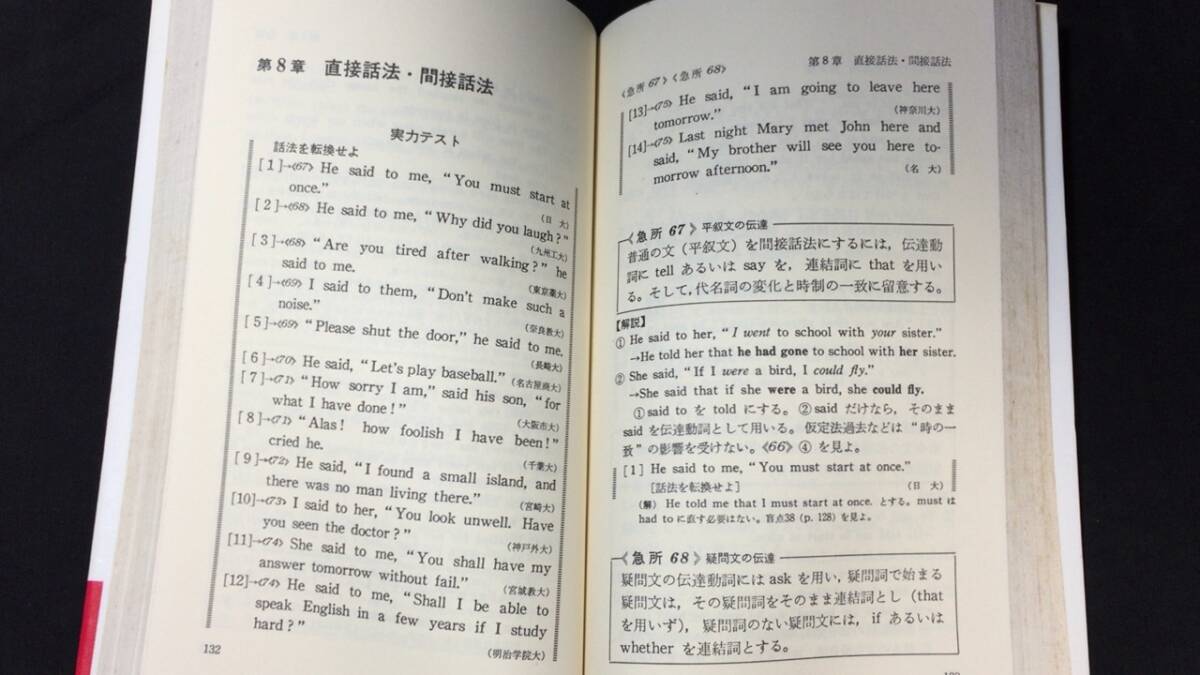 第8章 直接話法・間接話法
実力テスト
話法を転換せよ
[1]→《67》He said to me, “You must start at
once.”
(日 大)
[2]→《68》He said to me, “Why did you laugh?”
(九州工大)
[3]→《68》“Are you tired after walking?” he
said to me.
(東京薬大)
[4]→《69》I said to them, “Don't make such a
noise.”
(奈良教大)
[5]→《69》“Please shut the door,” he said to me.
(長崎大)
[6]→《70》He said, “Let's play baseball.”
(名古屋商大)
[7]→《71》“How sorry I am,” said his son, “for
what I have done!”
(大阪市大)
[8]→《71》“Alas! how foolish I have been!”
cried he.
(千葉大)
[9]→《72》He said, “I found a small island, and
there was no man living there.”
(宮崎大)
[10]→《73》I said to her, “You look unwell. Have
you seen the doctor?”
(神戸外大)
[11]→《74》She said to me, “You shall have my
answer tomorrow without fail.”
(宮城教大)
[12]→《74》He said to me, “Shall I be able to
speak English in a few years if I study
hard?”
(明治学院大)
132
《急所 67》《急所 68》
第8章 直接話法・間接話法
[13]→《75》He said, “I am going to leave here
tomorrow.”
(神奈川大)
[14]→《75》Last night Mary met John here and
said, “My brother will see you here to-
morrow afternoon.”
(名 大)
《急所 67》平叙文の伝達
普通の文（平叙文）を間接話法にするには，伝達動
詞に tell あるいは say を，連結詞に that を用い
る。そして，代名詞の変化と時制の一致に留意する。
【解説】
① He said to her, “I went to school with your sister.”
→He told her that he had gone to school with her sister.
② She said, “If I were a bird, I could fly.”
→She said that if she were a bird, she could fly.
①said to を told にする。②said だけなら，そのまま
said を伝達動詞として用いる。仮定法過去などは “時の一
致” の影響を受けない。《66》④ を見よ。
[1] He said to me, “You must start at once.”
[話法を転換せよ]
(日 大)
(解) He told me that I must start at once. とする。must は
had to に直す必要はない。盲点38 (p. 128) を見よ。
《急所 68》疑問文の伝達
疑問文の伝達動詞には ask を用い，疑問詞で始まる
疑問文は，その疑問詞をそのまま連結詞とし（that
を用いず），疑問詞のない疑問文には，if あるいは
whether を連結詞とする。